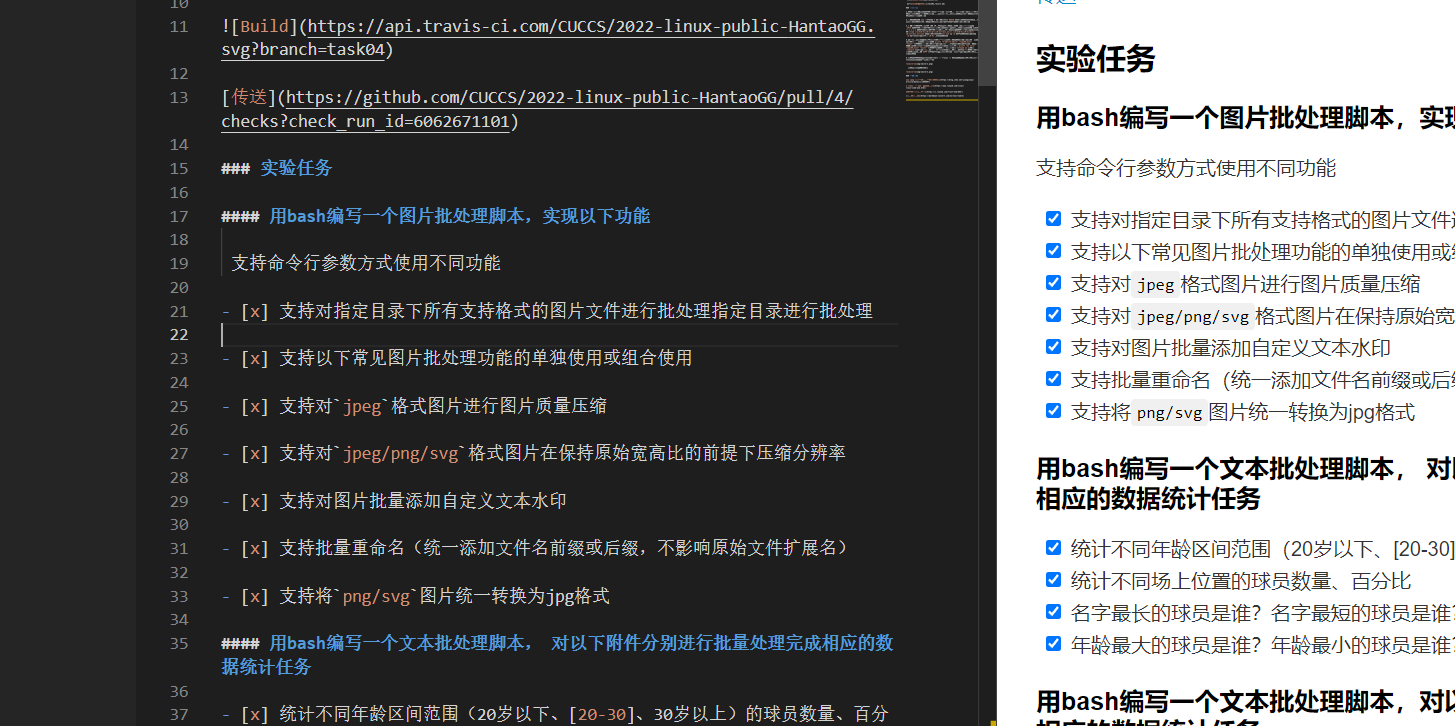 10
11 ![Build](https://api.travis-ci.com/CUCCS/2022-linux-public-HantaoGG.
svg?branch=task04)
12
13 [传送](https://github.com/CUCCS/2022-linux-public-HantaoGG/pull/4/
checks?check_run_id=6062671101)
14
15 ### 实验任务
16
17 #### 用bash编写一个图片批处理脚本，实现以下功能
18
19 支持命令行参数方式使用不同功能
20
21 - [x] 支持对指定目录下所有支持格式的图片文件进行批处理指定目录进行批处理
22
23 - [x] 支持以下常见图片批处理功能的单独使用或组合使用
24
25 - [x] 支持对`jpeg`格式图片进行图片质量压缩
26
27 - [x] 支持对`jpeg/png/svg`格式图片在保持原始宽高比的前提下压缩分辨率
28
29 - [x] 支持对图片批量添加自定义文本水印
30
31 - [x] 支持批量重命名（统一添加文件名前缀或后缀，不影响原始文件扩展名）
32
33 - [x] 支持将`png/svg`图片统一转换为jpg格式
34
35 #### 用bash编写一个文本批处理脚本， 对以下附件分别进行批量处理完成相应的数
据统计任务
36
37 - [x] 统计不同年龄区间范围（20岁以下、[20-30]、30岁以上）的球员数量、百分
传送
实验任务
用bash编写一个图片批处理脚本，实现
支持命令行参数方式使用不同功能
支持对指定目录下所有支持格式的图片文件进
支持以下常见图片批处理功能的单独使用或组
支持对jpeg格式图片进行图片质量压缩
支持对jpeg/png/svg格式图片在保持原始宽
支持对图片批量添加自定义文本水印
支持批量重命名（统一添加文件名前缀或后缀
支持将png/svg图片统一转换为jpg格式
用bash编写一个文本批处理脚本， 对以
相应的数据统计任务
统计不同年龄区间范围（20岁以下、[20-30]
统计不同场上位置的球员数量、百分比
名字最长的球员是谁？名字最短的球员是谁？
年龄最大的球员是谁？年龄最小的球员是谁？
用bash编写一个文本批处理脚本，对以
相应的数据统计任务